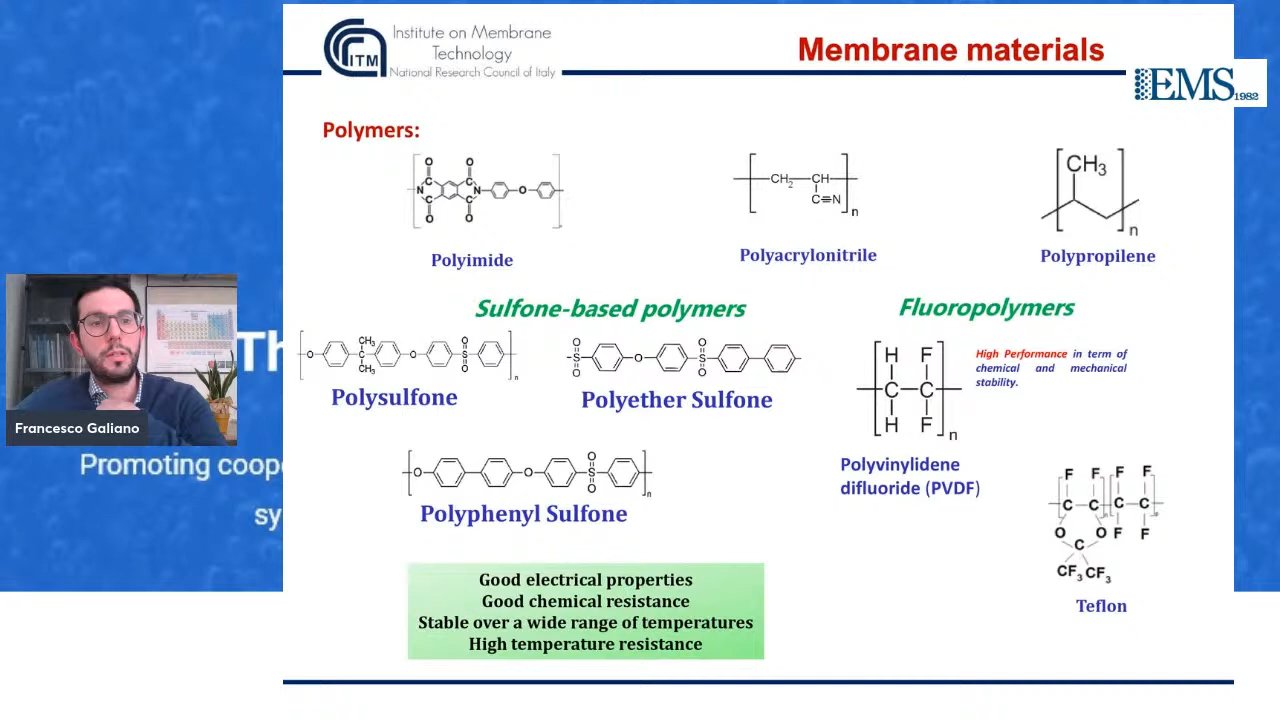 Institute on Membrane
Technology
National Research Council of Italy
ITM
Membrane materials
EMS 1982
Polymers:
Polyimide
CH2
CH
C≡N
n
Polyacrylonitrile
CH3
n
Polypropilene
Sulfone-based polymers
Fluoropolymers
CH3
CH3
Polysulfone
Polyether Sulfone
H F
C C
H F
n
High Performance in term of
chemical and mechanical
stability.
Polyphenyl Sulfone
Polyvinylidene
difluoride (PVDF)
F F F F
C C C C
O O F F
C
CF3 CF3
Teflon
Good electrical properties
Good chemical resistance
Stable over a wide range of temperatures
High temperature resistance
Francesco Galiano
Th
Promoting coop
sy